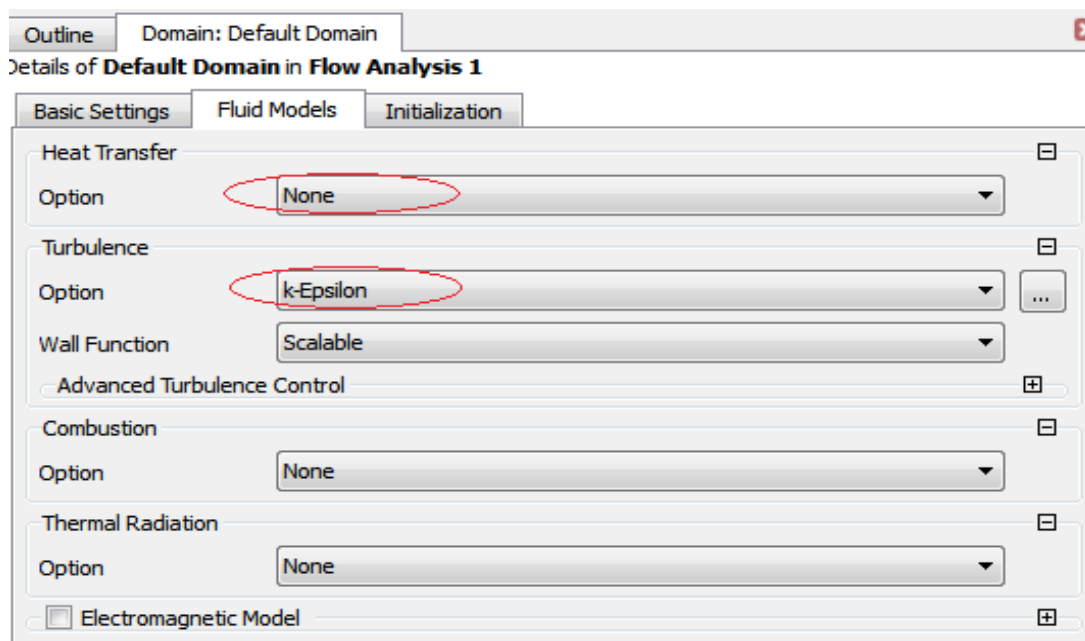 Outline Domain: Default Domain
Details of Default Domain in Flow Analysis 1
Basic Settings Fluid Models Initialization
Heat Transfer
Option None
Turbulence
Option k-Epsilon ...
Wall Function Scalable
Advanced Turbulence Control
Combustion
Option None
Thermal Radiation
Option None
Electromagnetic Model